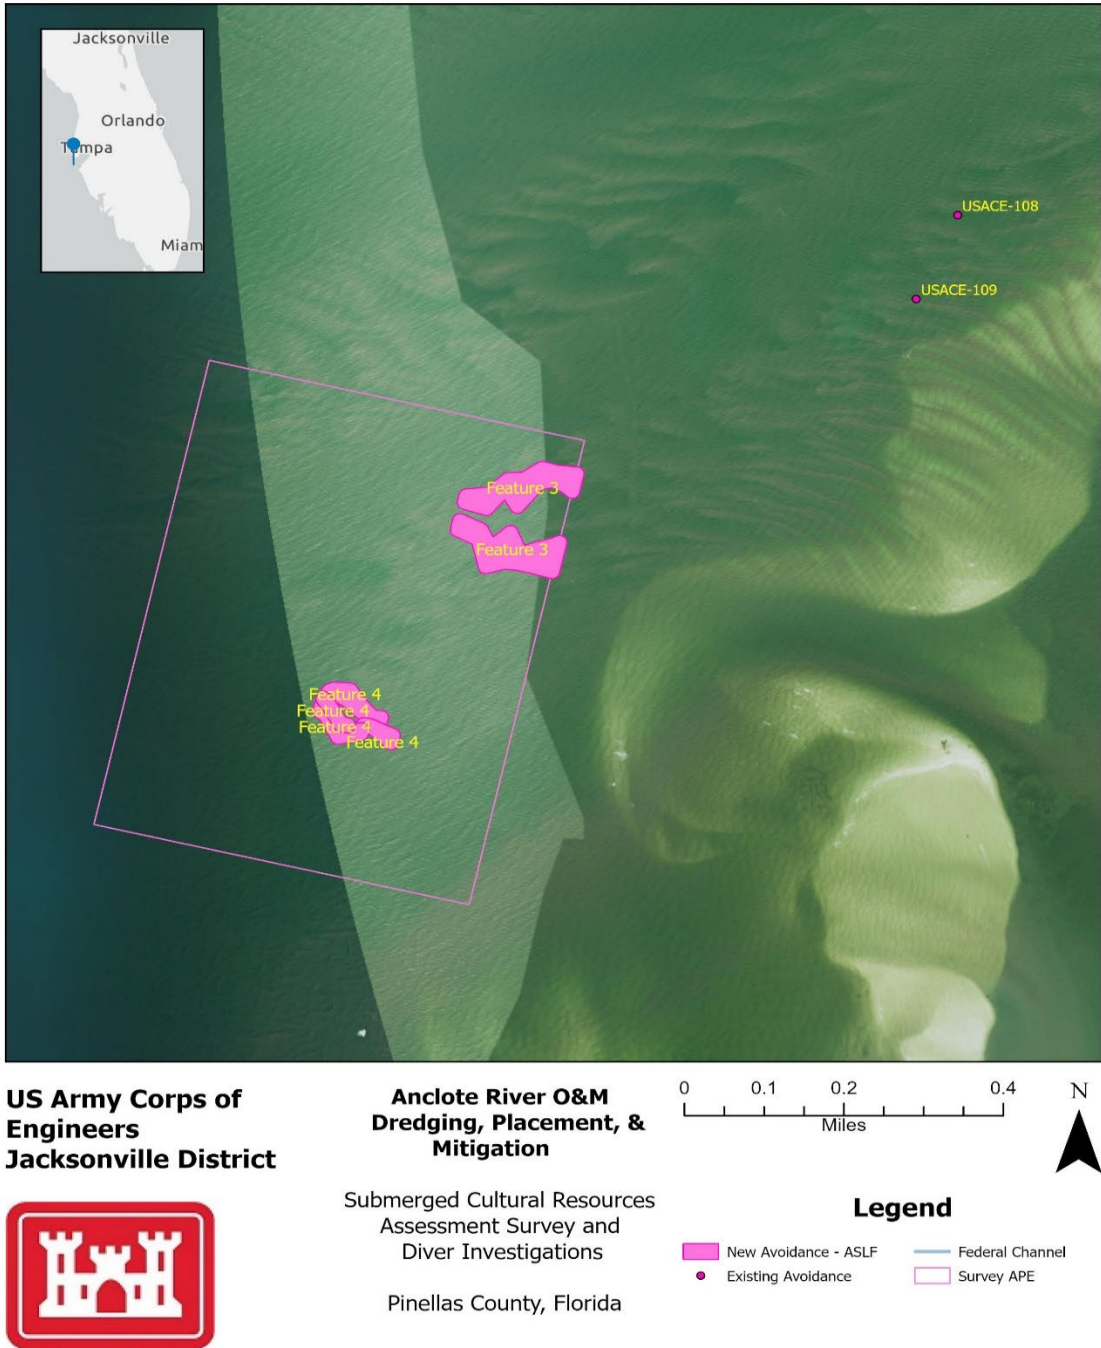 Jacksonville
Orlando
Tampa
Miam
USACE-108
USACE-109
Feature 3
Feature 3
Feature 4
Feature 4
Feature 4
Feature 4
US Army Corps of
Engineers
Jacksonville District
Anclote River O&M
Dredging, Placement, &
Mitigation
Submerged Cultural Resources
Assessment Survey and
Diver Investigations
Pinellas County, Florida
0 0.1 0.2 0.4
Miles
N
Legend
New Avoidance - ASLF
Existing Avoidance
Federal Channel
Survey APE